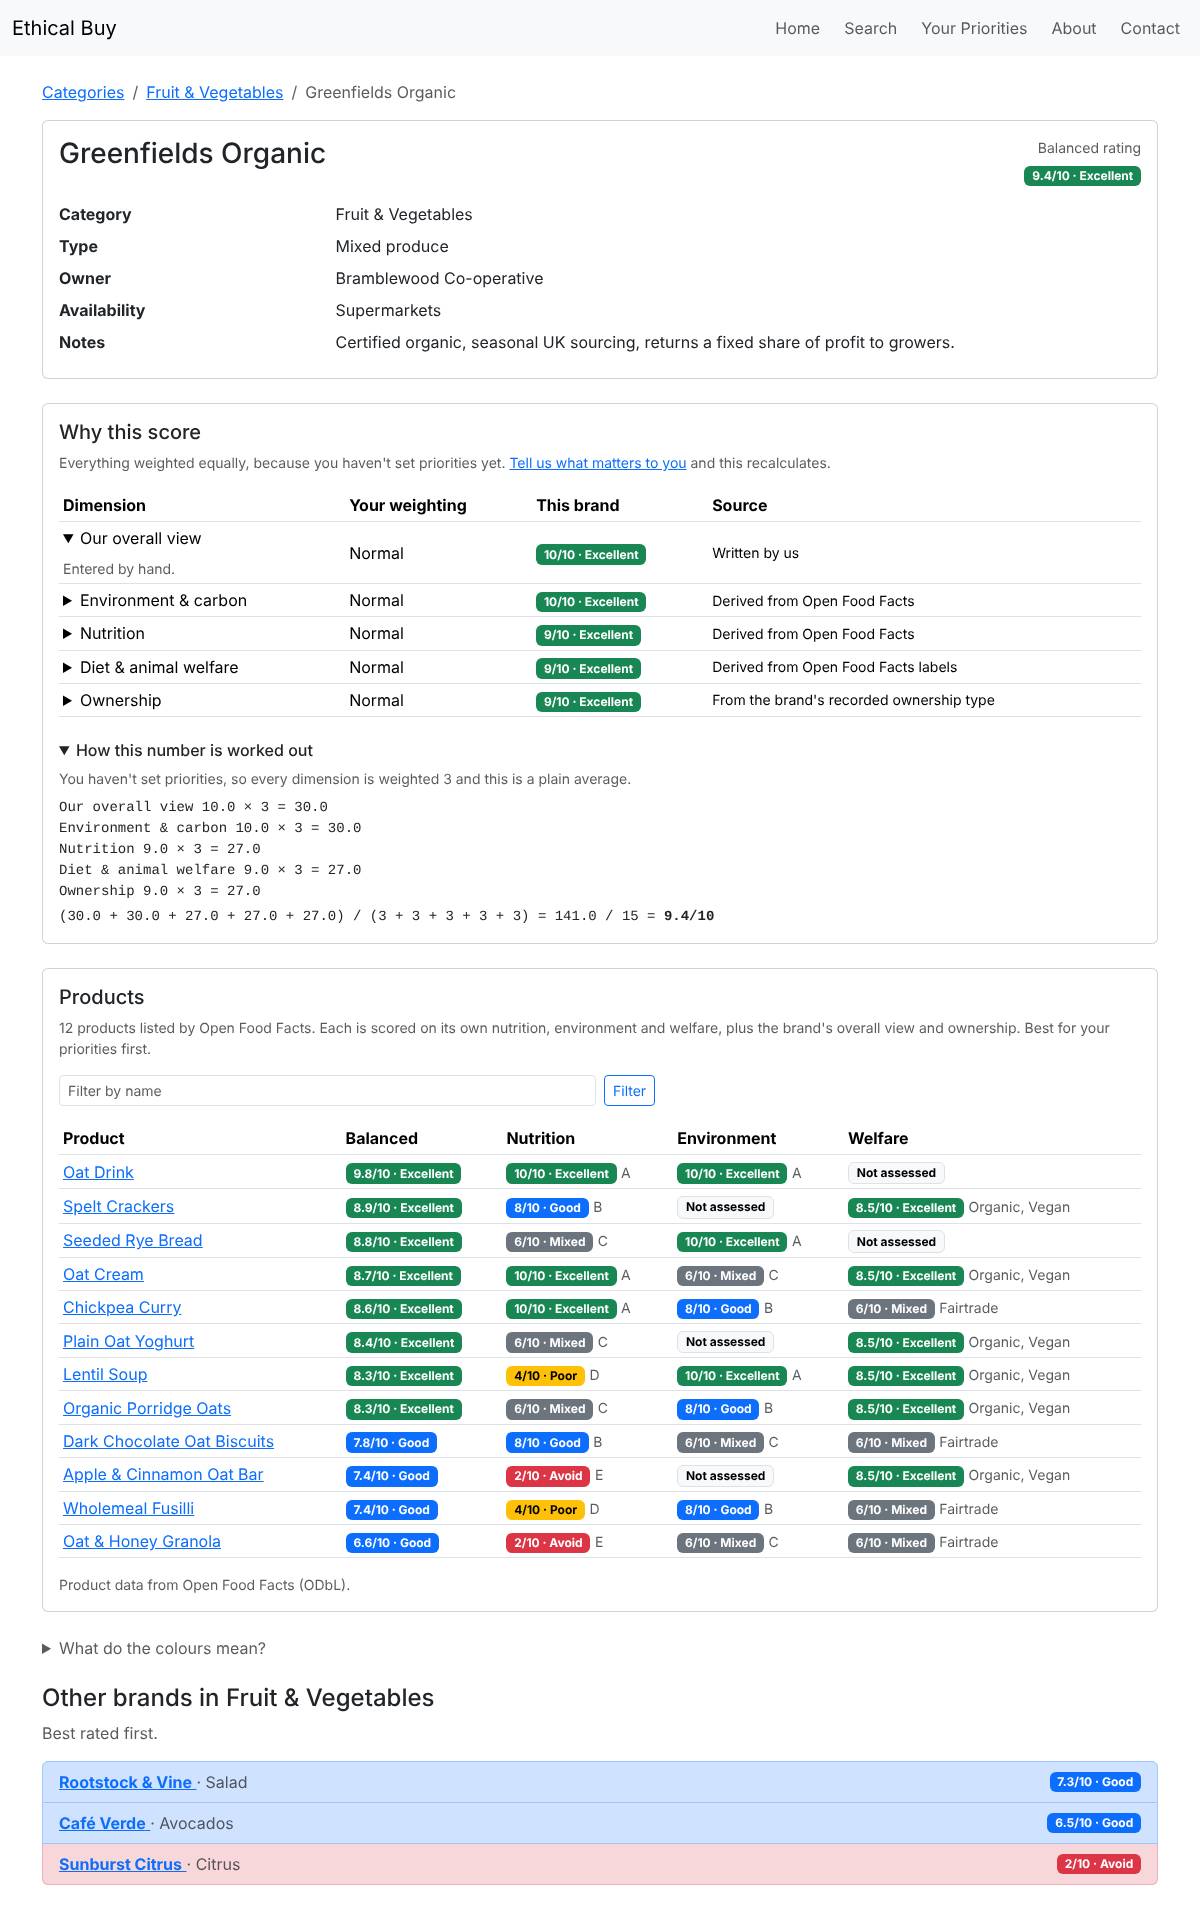 Ethical Buy
Home Search Your Priorities About Contact
Categories / Fruit & Vegetables / Greenfields Organic
Greenfields Organic
Balanced rating
9.4/10 · Excellent
Category Fruit & Vegetables
Type Mixed produce
Owner Bramblewood Co-operative
Availability Supermarkets
Notes Certified organic, seasonal UK sourcing, returns a fixed share of profit to growers.
Why this score
Everything weighted equally, because you haven't set priorities yet. Tell us what matters to you and this recalculates.
Dimension Your weighting This brand Source
▼ Our overall view Normal 10/10 · Excellent Written by us
Entered by hand.
▶ Environment & carbon Normal 10/10 · Excellent Derived from Open Food Facts
▶ Nutrition Normal 9/10 · Excellent Derived from Open Food Facts
▶ Diet & animal welfare Normal 9/10 · Excellent Derived from Open Food Facts labels
▶ Ownership Normal 9/10 · Excellent From the brand's recorded ownership type
▼ How this number is worked out
You haven't set priorities, so every dimension is weighted 3 and this is a plain average.
Our overall view 10.0 × 3 = 30.0
Environment & carbon 10.0 × 3 = 30.0
Nutrition 9.0 × 3 = 27.0
Diet & animal welfare 9.0 × 3 = 27.0
Ownership 9.0 × 3 = 27.0
(30.0 + 30.0 + 27.0 + 27.0 + 27.0) / (3 + 3 + 3 + 3 + 3) = 141.0 / 15 = 9.4/10
Products
12 products listed by Open Food Facts. Each is scored on its own nutrition, environment and welfare, plus the brand's overall view and ownership. Best for your
priorities first.
Filter by name Filter
Product Balanced Nutrition Environment Welfare
Oat Drink 9.8/10 · Excellent 10/10 · Excellent A 10/10 · Excellent A Not assessed
Spelt Crackers 8.9/10 · Excellent 8/10 · Good B Not assessed 8.5/10 · Excellent Organic, Vegan
Seeded Rye Bread 8.8/10 · Excellent 6/10 · Mixed C 10/10 · Excellent A Not assessed
Oat Cream 8.7/10 · Excellent 10/10 · Excellent A 6/10 · Mixed C 8.5/10 · Excellent Organic, Vegan
Chickpea Curry 8.6/10 · Excellent 10/10 · Excellent A 8/10 · Good B 6/10 · Mixed Fairtrade
Plain Oat Yoghurt 8.4/10 · Excellent 6/10 · Mixed C Not assessed 8.5/10 · Excellent Organic, Vegan
Lentil Soup 8.3/10 · Excellent 4/10 · Poor D 10/10 · Excellent A 8.5/10 · Excellent Organic, Vegan
Organic Porridge Oats 8.3/10 · Excellent 6/10 · Mixed C 8/10 · Good B 8.5/10 · Excellent Organic, Vegan
Dark Chocolate Oat Biscuits 7.8/10 · Good 8/10 · Good B 6/10 · Mixed C 6/10 · Mixed Fairtrade
Apple & Cinnamon Oat Bar 7.4/10 · Good 2/10 · Avoid E Not assessed 8.5/10 · Excellent Organic, Vegan
Wholemeal Fusilli 7.4/10 · Good 4/10 · Poor D 8/10 · Good B 6/10 · Mixed Fairtrade
Oat & Honey Granola 6.6/10 · Good 2/10 · Avoid E 6/10 · Mixed C 6/10 · Mixed Fairtrade
Product data from Open Food Facts (ODbL).
▶ What do the colours mean?
Other brands in Fruit & Vegetables
Best rated first.
Rootstock & Vine · Salad 7.3/10 · Good
Café Verde · Avocados 6.5/10 · Good
Sunburst Citrus · Citrus 2/10 · Avoid